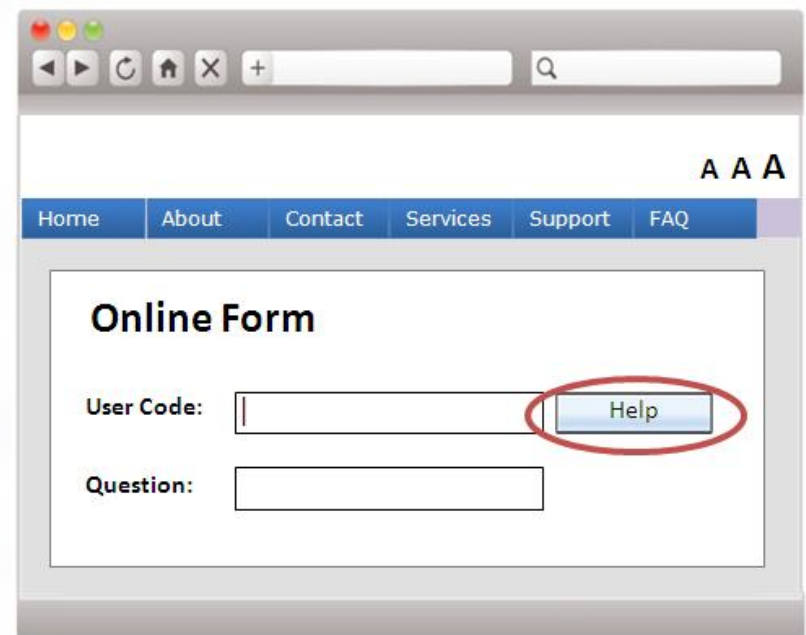 A A A
Home About Contact Services Support FAQ
Online Form
User Code: Help
Question: